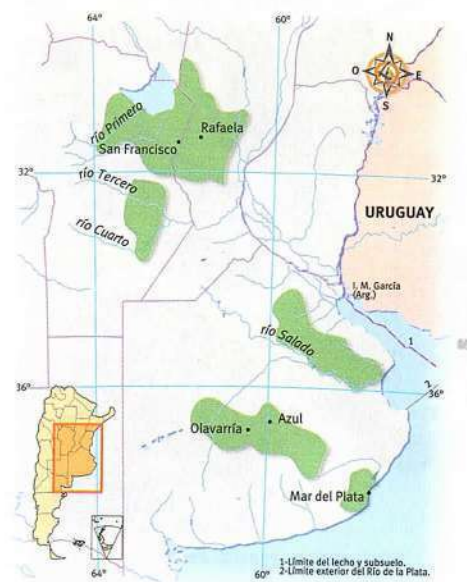 64°
60°
N
O
E
S
río Primero
Rafaela
San Francisco
32°
32°
río Tercero
río Cuarto
URUGUAY
I. M. García
(Arg.)
río Salado
1
2
36°
36°
Azul
Olavarría
Mar del Plata
64°
60°
1-Límite del lecho y subsuelo.
2-Límite exterior del Río de la Plata.